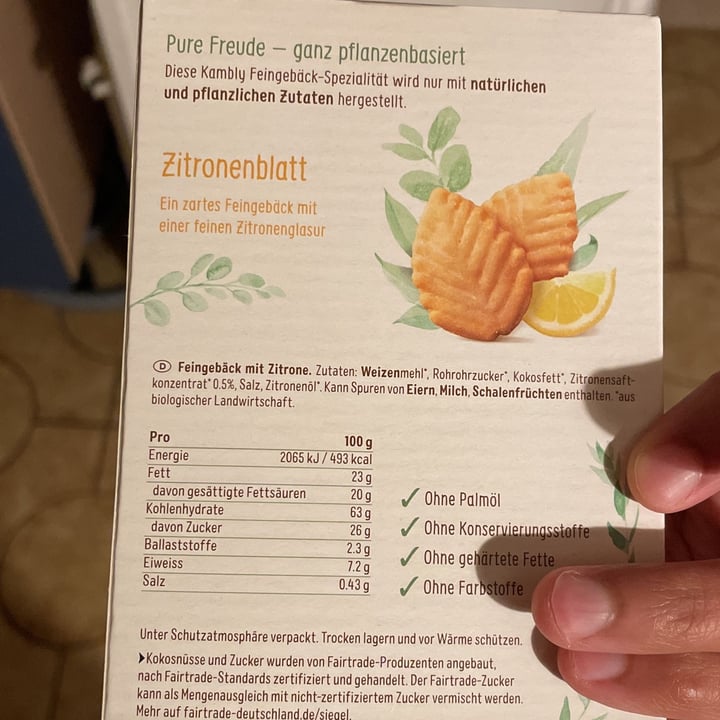 Pure Freude – ganz pflanzenbasiert
Diese Kambly Feingebäck-Spezialität wird nur mit natürlichen
und pflanzlichen Zutaten hergestellt.
Zitronenblatt
Ein zartes Feingebäck mit
einer feinen Zitronenglasur
D Feingebäck mit Zitrone. Zutaten: Weizenmehl*, Rohrohrzucker*, Kokosfett*, Zitronensaft-
konzentrat* 0.5%, Salz, Zitronenöl*. Kann Spuren von Eiern, Milch, Schalenfrüchten enthalten. *aus
biologischer Landwirtschaft.
Pro 100 g
Energie 2065 kJ / 493 kcal
Fett 23 g
davon gesättigte Fettsäuren 20 g
Kohlenhydrate 63 g
davon Zucker 26 g
Ballaststoffe 2.3 g
Eiweiss 7.2 g
Salz 0.43 g
✓ Ohne Palmöl
✓ Ohne Konservierungsstoffe
✓ Ohne gehärtete Fette
✓ Ohne Farbstoffe
Unter Schutzatmosphäre verpackt. Trocken lagern und vor Wärme schützen.
Kokosnüsse und Zucker wurden von Fairtrade-Produzenten angebaut,
nach Fairtrade-Standards zertifiziert und gehandelt. Der Fairtrade-Zucker
kann als Mengenausgleich mit nicht-zertifiziertem Zucker vermischt werden.
Mehr auf fairtrade-deutschland.de/siegel.